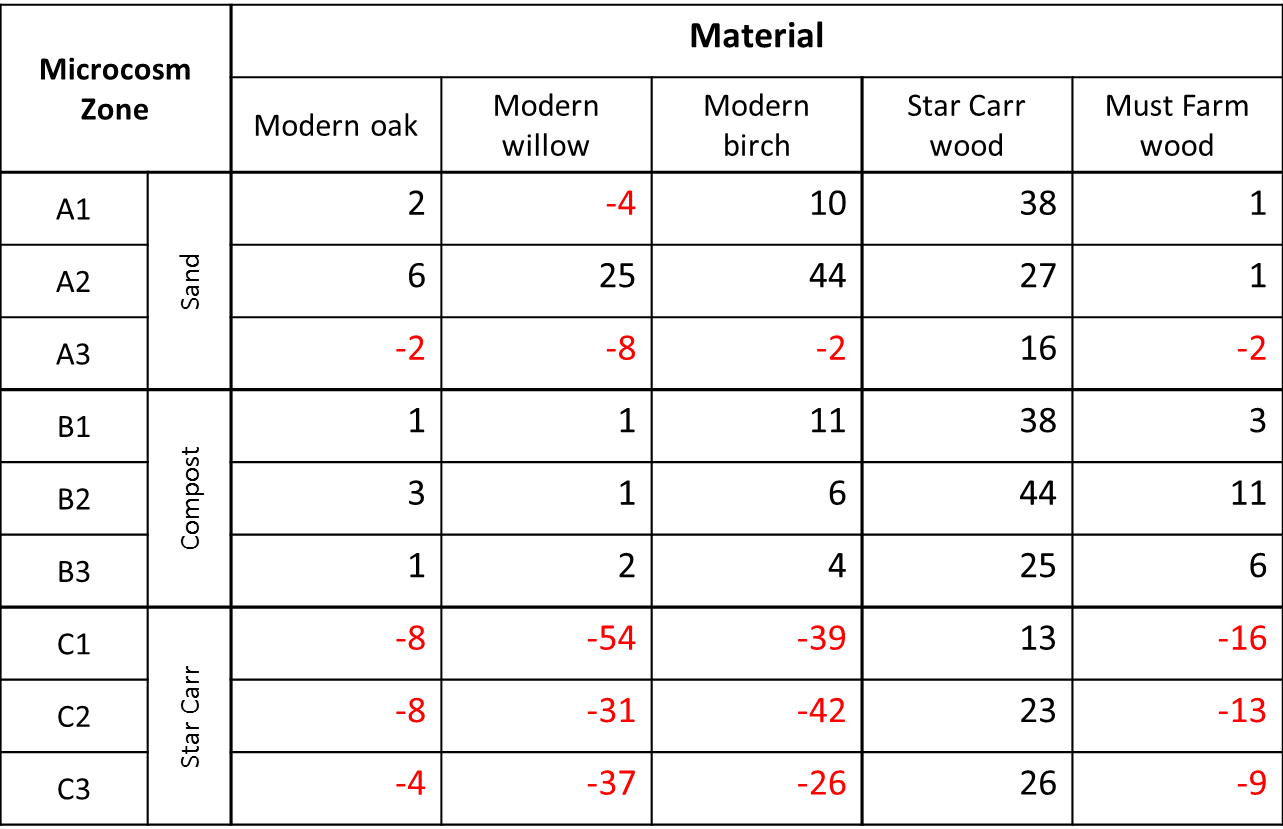 Microcosm Zone Material
Modern oak Modern willow Modern birch Star Carr wood Must Farm wood
Sand
A1 2 -4 10 38 1
A2 6 25 44 27 1
A3 -2 -8 -2 16 -2
Compost
B1 1 1 11 38 3
B2 3 1 6 44 11
B3 1 2 4 25 6
Star Carr
C1 -8 -54 -39 13 -16
C2 -8 -31 -42 23 -13
C3 -4 -37 -26 26 -9